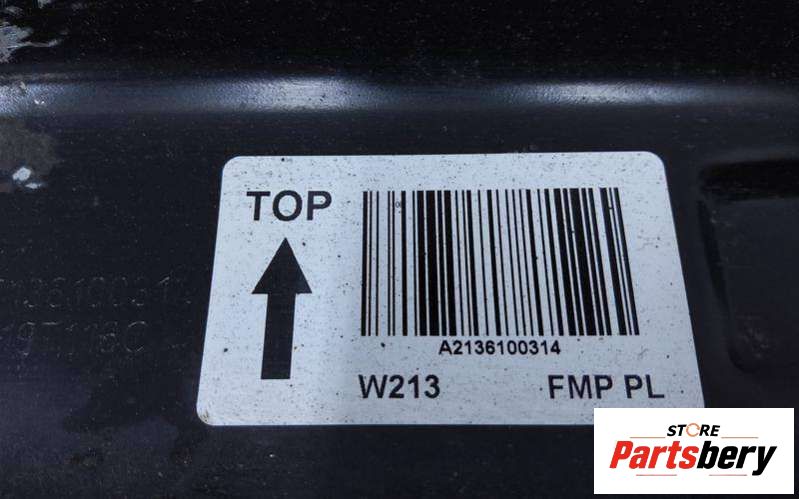 TOP
A2136100314
W213 FMP PL
STORE
Partsbery